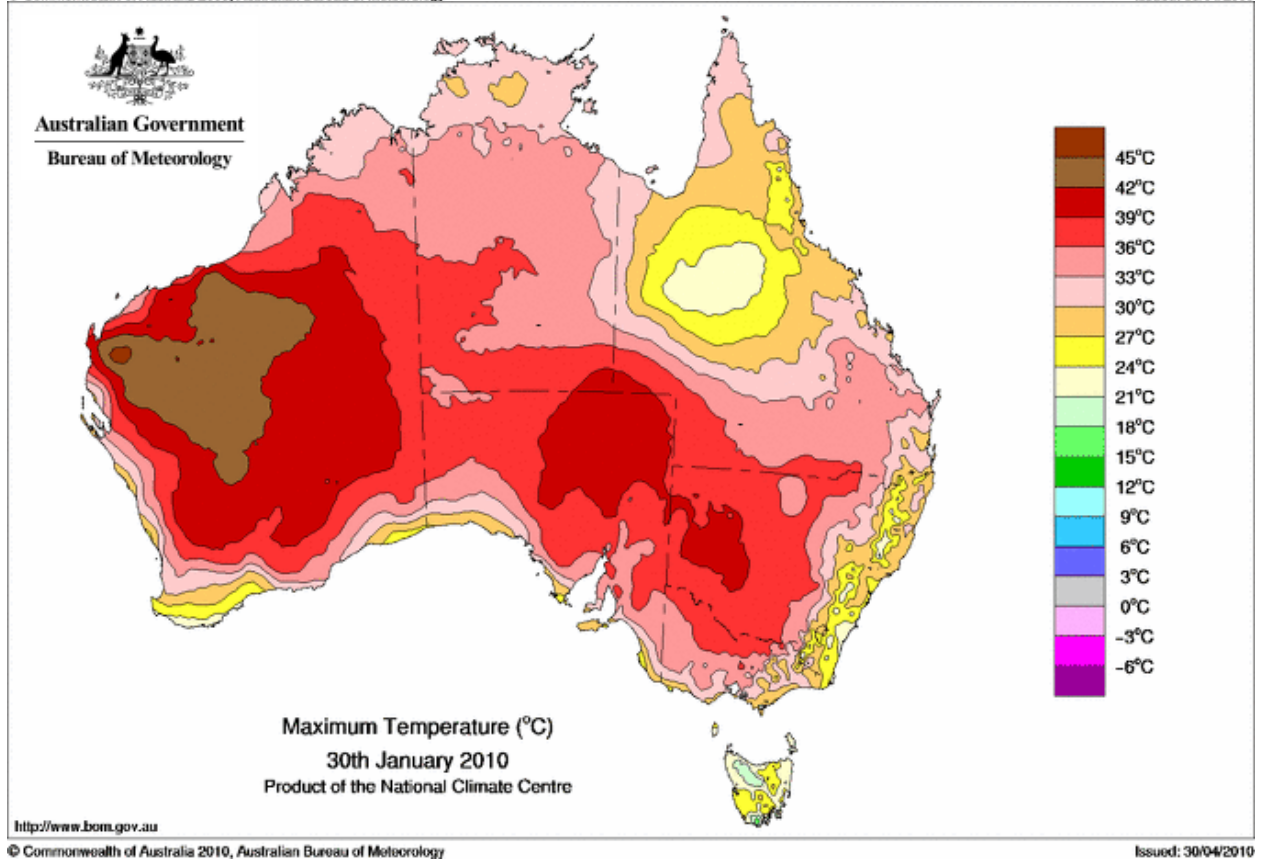 Australian Government
Bureau of Meteorology
45°C
42°C
39°C
36°C
33°C
30°C
27°C
24°C
21°C
18°C
15°C
12°C
9°C
6°C
3°C
0°C
-3°C
-6°C
Maximum Temperature (°C)
30th January 2010
Product of the National Climate Centre
http://www.bom.gov.au
© Commonwealth of Australia 2010, Australian Bureau of Meteorology
Issued: 30/04/2010